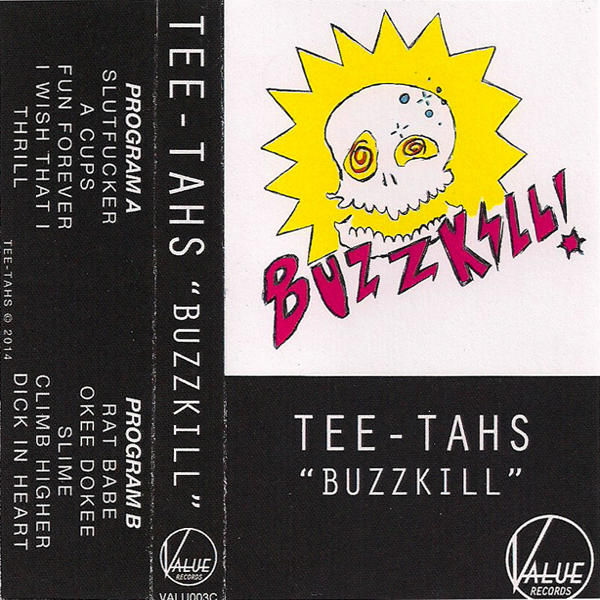 PROGRAM A
SLUTFUCKER
A CUPS
FUN FOREVER
I WISH THAT I
THRILL
PROGRAM B
RAT BABE
OKEE DOKEE
SLIME
CLIMB HIGHER
DICK IN HEART
TEE-TAHS © 2014
TEE-TAHS "BUZZKILL"
VALUE
RECORDS
VALU003C
BUZZKILL!
TEE-TAHS
"BUZZKILL"
VALUE
RECORDS